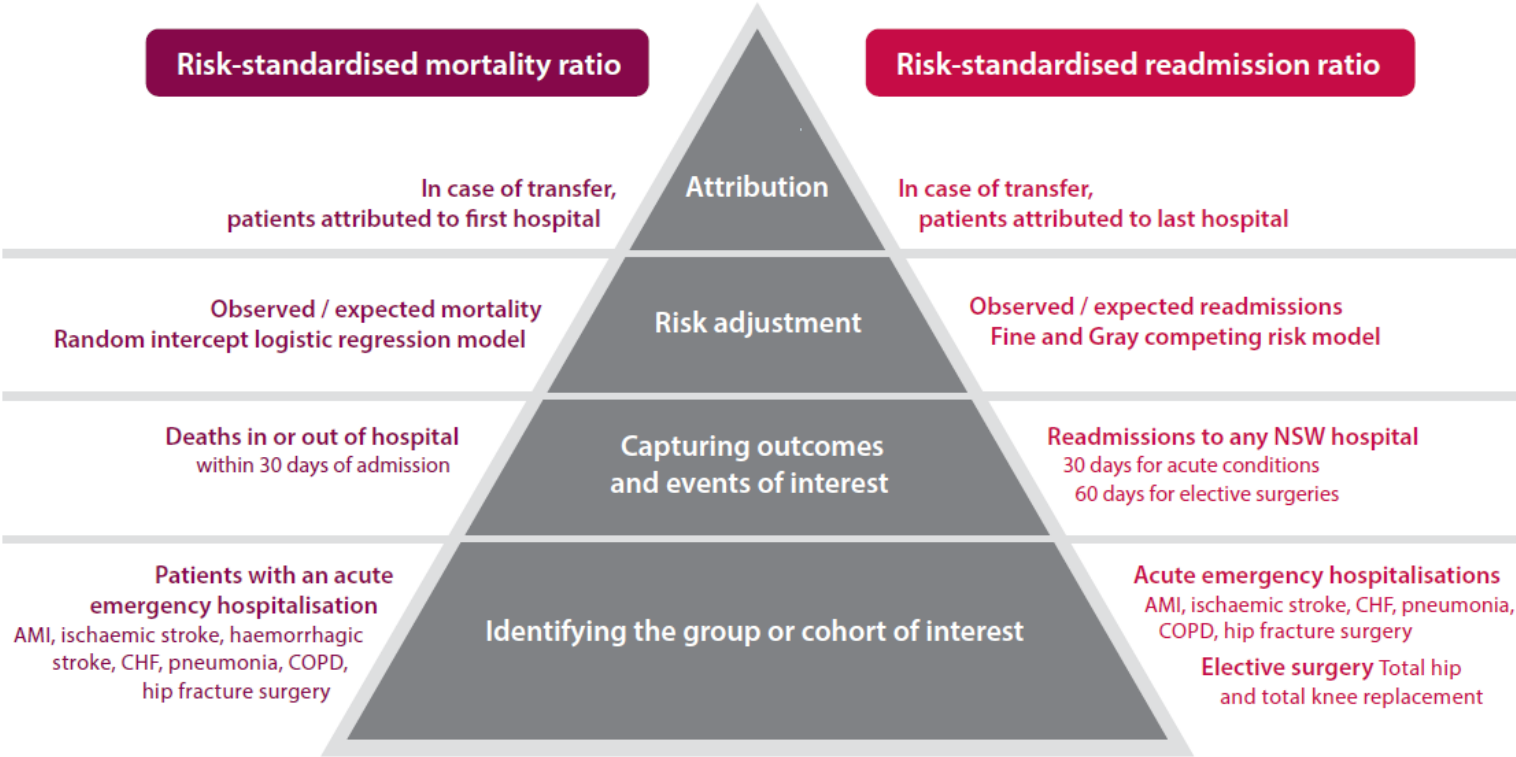 Risk-standardised mortality ratio
Risk-standardised readmission ratio
In case of transfer,
patients attributed to first hospital
Attribution
In case of transfer,
patients attributed to last hospital
Observed / expected mortality
Random intercept logistic regression model
Risk adjustment
Observed / expected readmissions
Fine and Gray competing risk model
Deaths in or out of hospital
within 30 days of admission
Capturing outcomes
and events of interest
Readmissions to any NSW hospital
30 days for acute conditions
60 days for elective surgeries
Patients with an acute
emergency hospitalisation
AMI, ischaemic stroke, haemorrhagic
stroke, CHF, pneumonia, COPD,
hip fracture surgery
Identifying the group or cohort of interest
Acute emergency hospitalisations
AMI, ischaemic stroke, CHF, pneumonia,
COPD, hip fracture surgery
Elective surgery Total hip
and total knee replacement